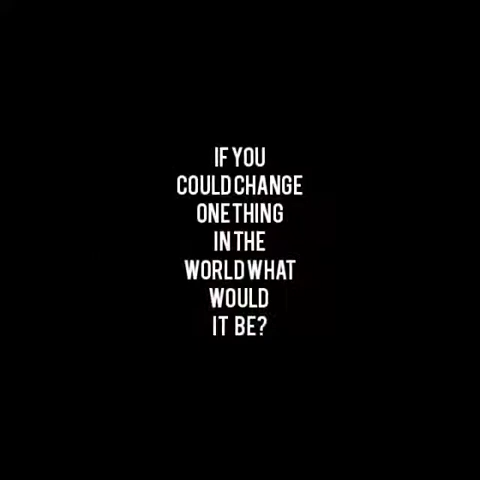 IF YOU
COULD CHANGE
ONE THING
IN THE
WORLD WHAT
WOULD
IT BE?